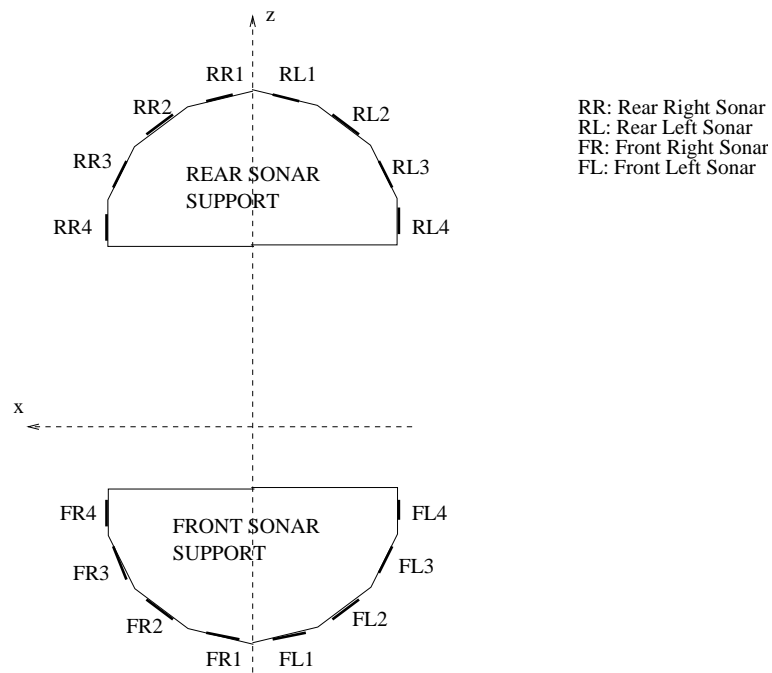 z
RR1
RL1
RR2
RL2
RR: Rear Right Sonar
RL: Rear Left Sonar
FR: Front Right Sonar
FL: Front Left Sonar
RR3
RL3
REAR SONAR
SUPPORT
RR4
RL4
x
FR4
FL4
FRONT SONAR
SUPPORT
FR3
FL3
FR2
FL2
FR1
FL1